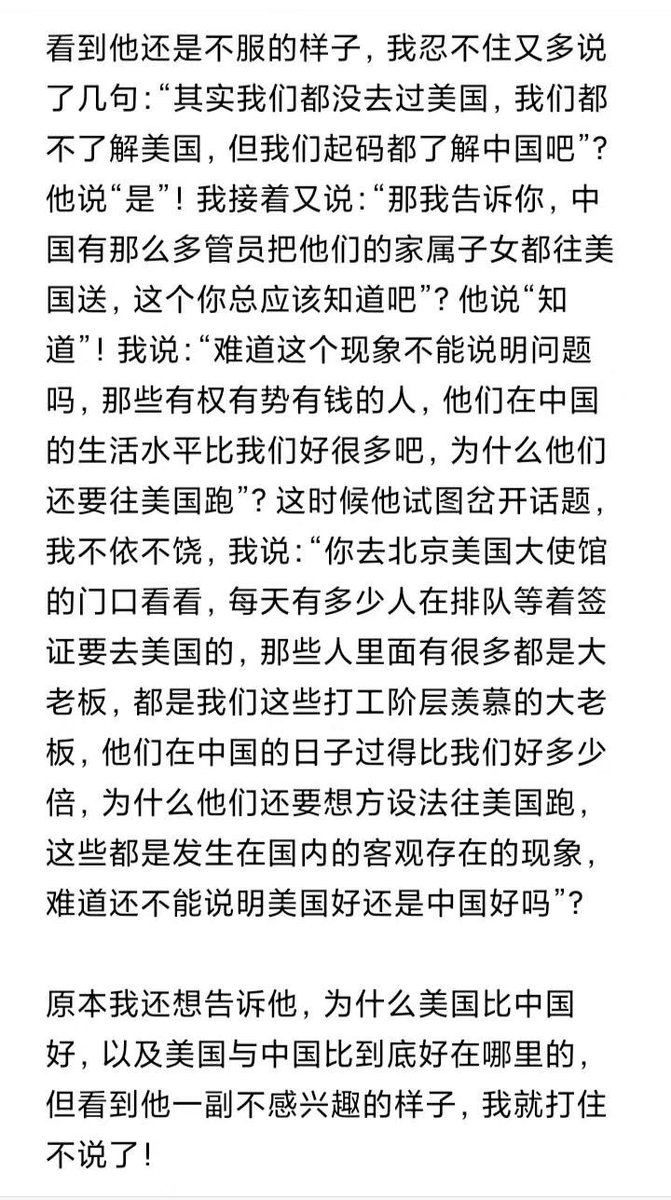 看到他还是不服的样子，我忍不住又多说
了几句：“其实我们都没去过美国，我们都
不了解美国，但我们起码都了解中国吧”？
他说“是”！我接着又说：“那我告诉你，中
国有那么多管员把他们的家属子女都往美
国送，这个你总应该知道吧”？他说“知
道”！我说：“难道这个现象不能说明问题
吗，那些有权有势有钱的人，他们在中国
的生活水平比我们好很多吧，为什么他们
还要往美国跑”？这时候他试图岔开话题，
我不依不饶，我说：“你去北京美国大使馆
的门口看看，每天有多少人在排队等着签
证要去美国的，那些人里面有很多都是大
老板，都是我们这些打工阶层羡慕的大老
板，他们在中国的日子过得比我们好多少
倍，为什么他们还要想方设法往美国跑，
这些都是发生在国内的客观存在的现象，
难道还不能说明美国好还是中国好吗”？
原本我还想告诉他，为什么美国比中国
好，以及美国与中国比到底好在哪里的，
但看到他一副不感兴趣的样子，我就打住
不说了！